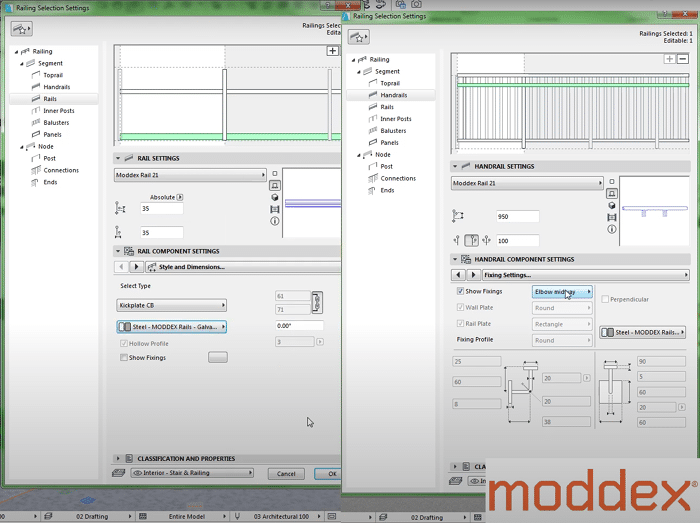 Railing Selection Settings
Railings Selected:
Editab
Railing
Segment
Toprail
Handrails
Rails
Inner Posts
Balusters
Panels
Node
Post
Connections
Ends
RAIL SETTINGS
Moddex Rail 21
Absolute
35
35
RAIL COMPONENT SETTINGS
Style and Dimensions...
Select Type
Kickplate CB
61
71
Steel - MODDEX Rails - Galva...
0.00°
Hollow Profile
3
Show Fixings
CLASSIFICATION AND PROPERTIES
Interior - Stair & Railing
Cancel
OK
00
02 Drafting
Entire Model
03 Architectural 100
Railing Selection Settings
Railings Selected: 1
Editable: 1
Railing
Segment
Toprail
Handrails
Rails
Inner Posts
Balusters
Panels
Node
Post
Connections
Ends
HANDRAIL SETTINGS
Moddex Rail 21
950
100
HANDRAIL COMPONENT SETTINGS
Fixing Settings...
Show Fixings
Elbow midway
Perpendicular
Wall Plate
Round
Rail Plate
Rectangle
Steel - MODDEX Rails...
Fixing Profile
Round
25
60
8
20
20
38
90
5
60
20
60
CLA
Interior - Stair & Railing
02 Drafting
moddex®